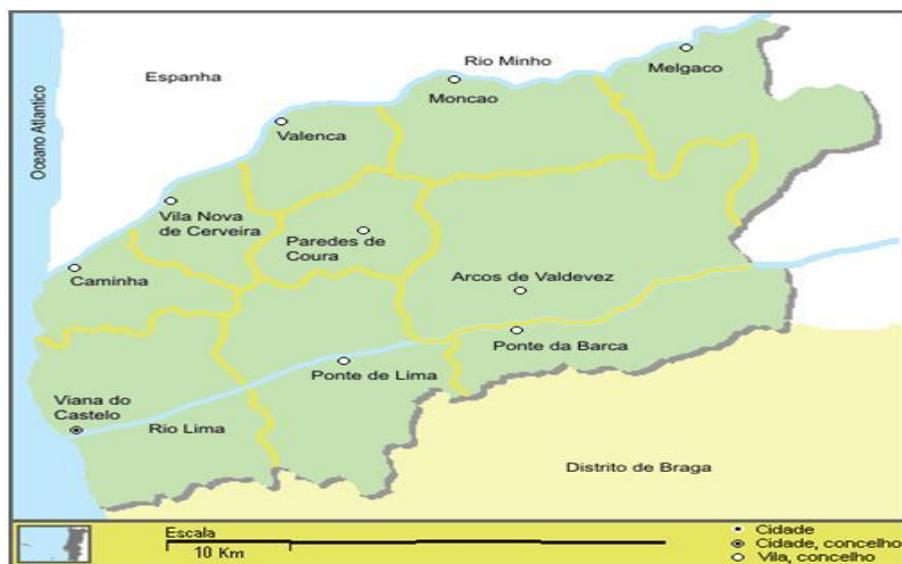 Oceano Atlantico
Espanha
Rio Minho
Melgaco
Moncao
Valenca
Vila Nova
de Cerveira
Paredes de
Coura
Caminha
Arcos de Valdevez
Ponte da Barca
Ponte de Lima
Viana do
Castelo
Rio Lima
Distrito de Braga
Escala
10 Km
Cidade
Cidade, concelho
Vila, concelho